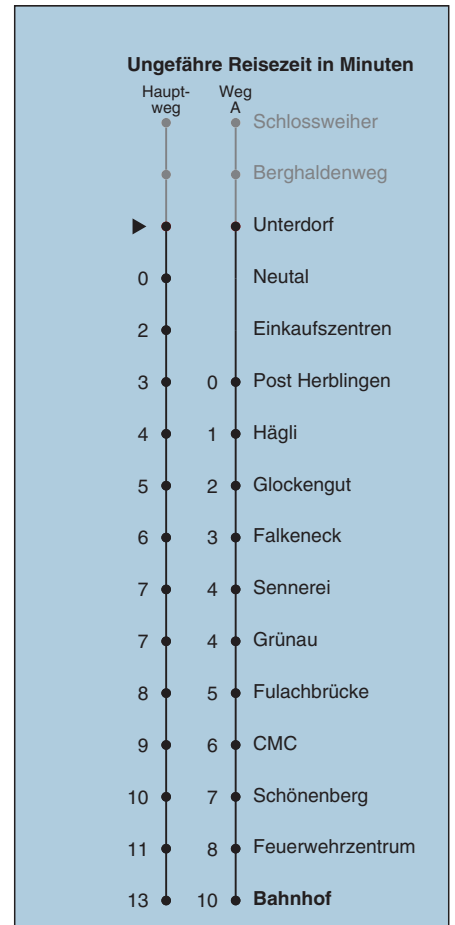 Ungefähre Reisezeit in Minuten
Haupt- Weg
weg A
Schlossweiher
Berghaldenweg
Unterdorf
0 Neutal
2 Einkaufszentren
3 0 Post Herblingen
4 1 Hägli
5 2 Glockengut
6 3 Falkeneck
7 4 Sennerei
7 4 Grünau
8 5 Fulachbrücke
9 6 CMC
10 7 Schönenberg
11 8 Feuerwehrzentrum
13 10 Bahnhof